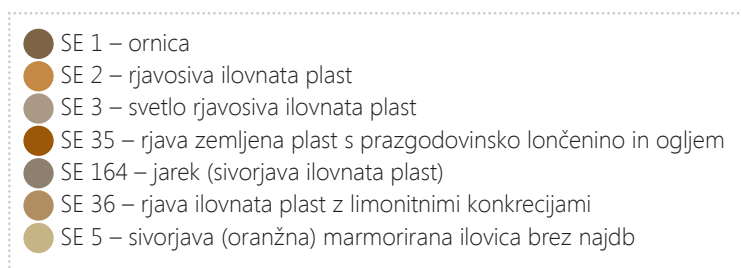 SE 1 – ornica
SE 2 – rjavosiva ilovnata plast
SE 3 – svetlo rjavosiva ilovnata plast
SE 35 – rjava zemljena plast s prazgodovinsko lončenino in ogljem
SE 164 – jarek (sivorjava ilovnata plast)
SE 36 – rjava ilovnata plast z limonitnimi konkrecijami
SE 5 – sivorjava (oranžna) marmorirana ilovica brez najdb